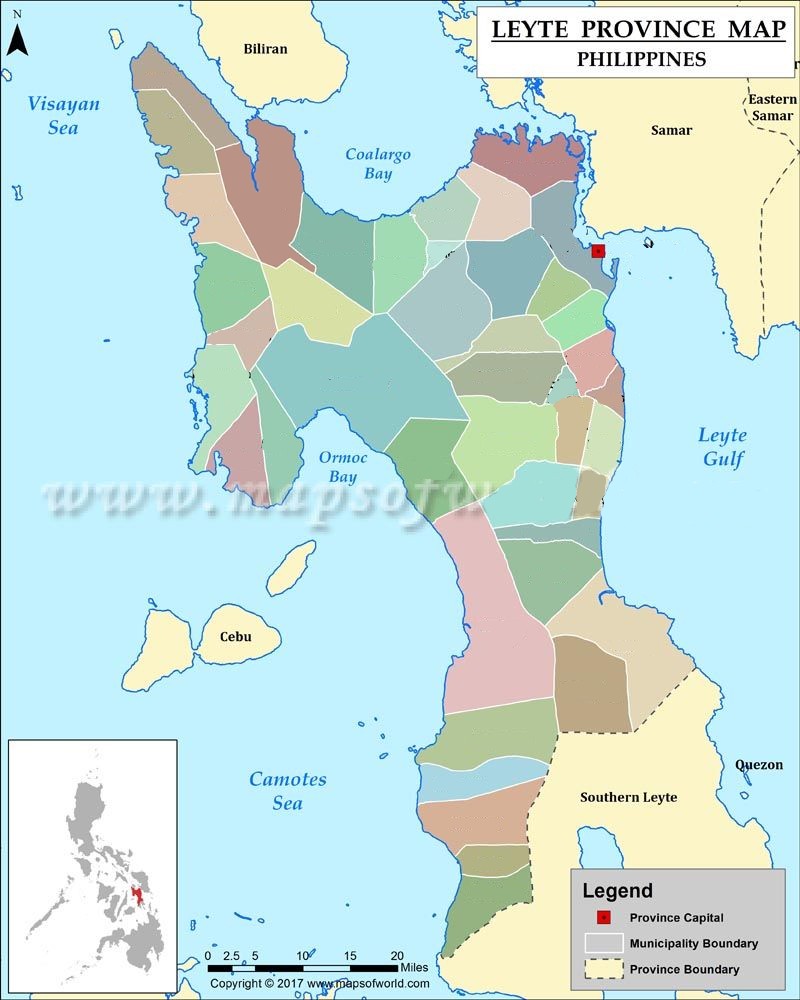 LEYTE PROVINCE MAP
PHILIPPINES
N
Biliran
Visayan
Sea
Eastern
Samar
Samar
Coalargo
Bay
Leyte
Gulf
Ormoc
Bay
www.mapsofw
Cebu
Quezon
Camotes
Sea
Southern Leyte
Legend
Province Capital
Municipality Boundary
Province Boundary
0 2.5 5 10 15 20
Miles
Copyright © 2017 www.mapsofworld.com